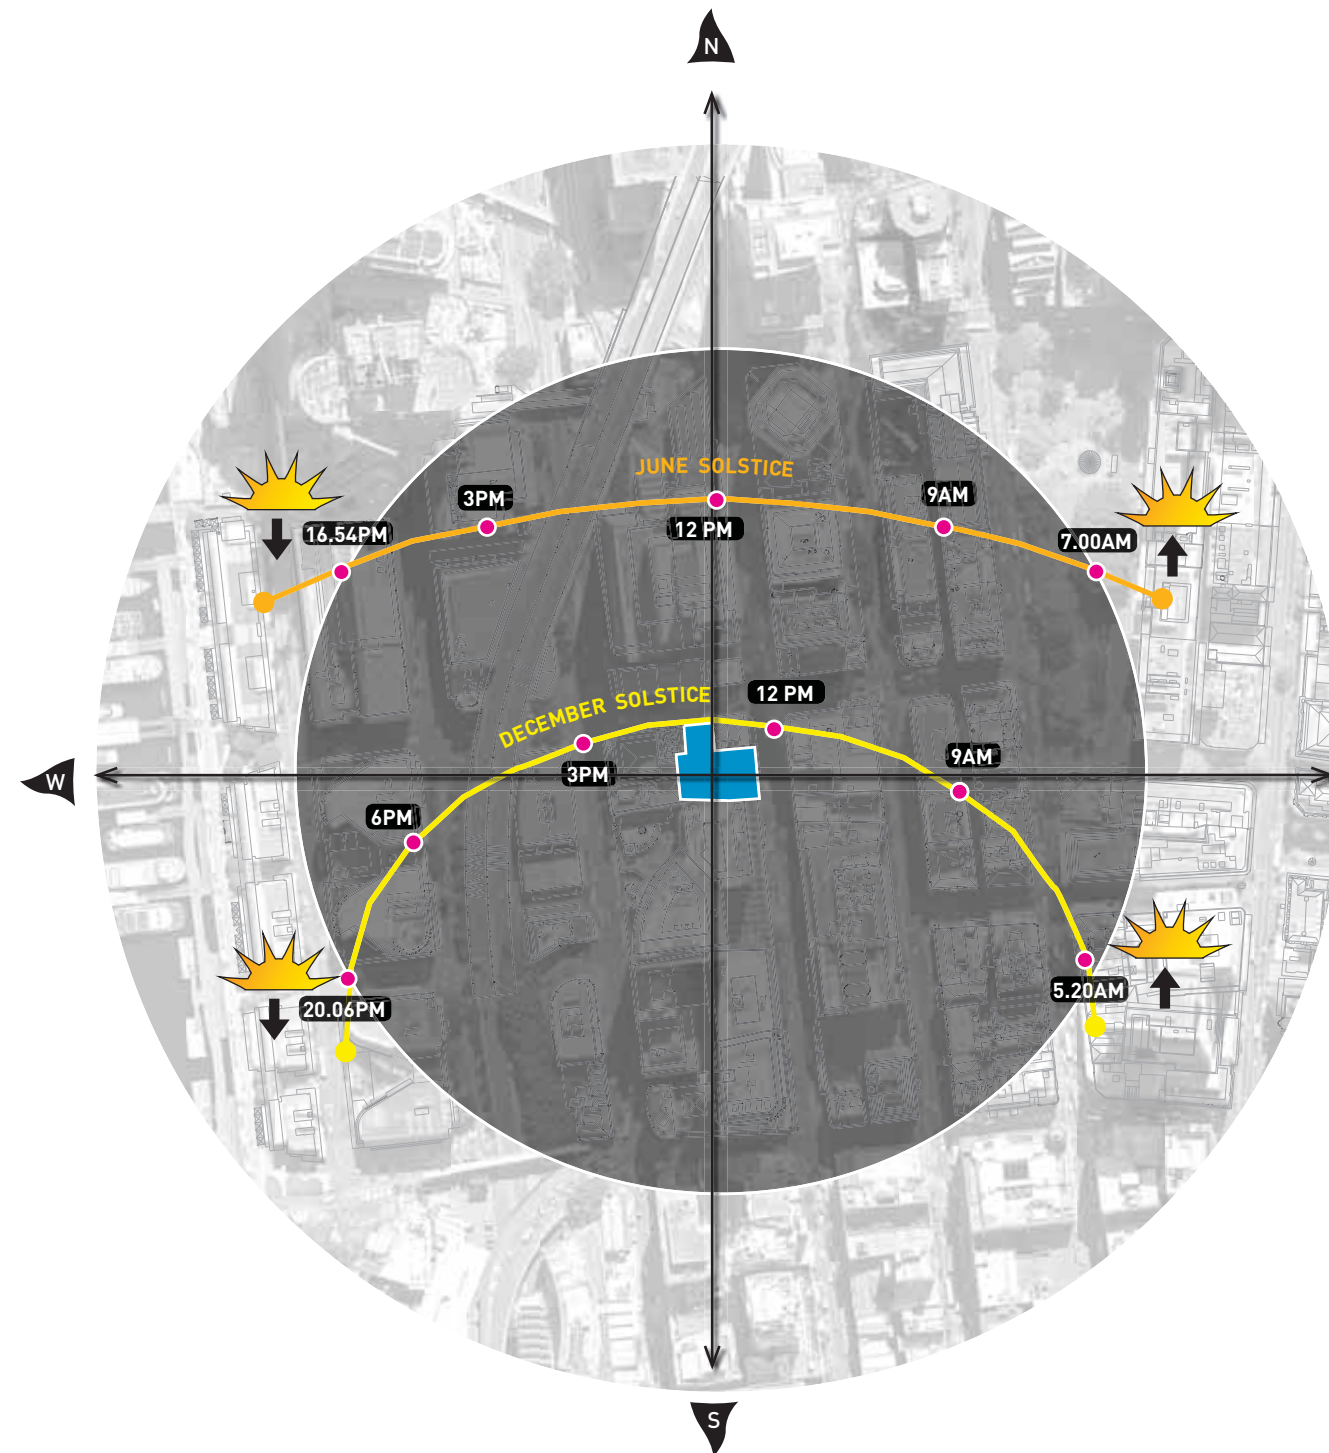 N
JUNE SOLSTICE
3PM
9AM
16.54PM
12 PM
7.00AM
DECEMBER SOLSTICE
12 PM
3PM
9AM
W
6PM
5.20AM
20.06PM
S